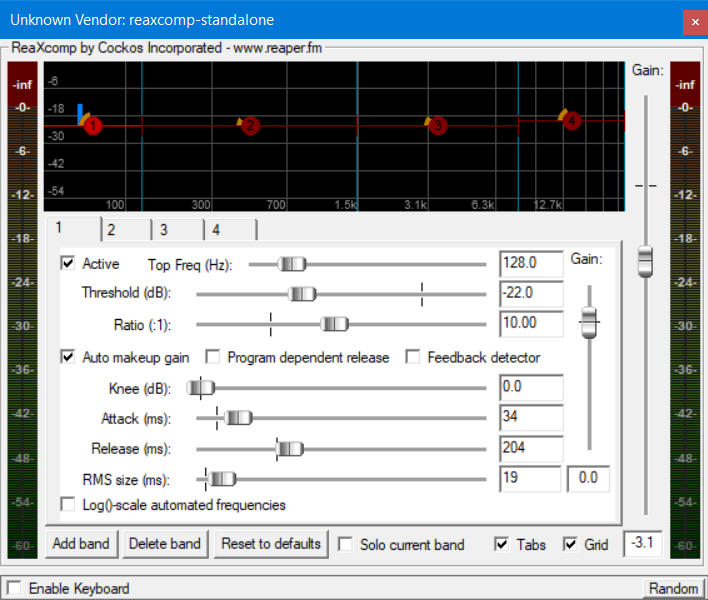 Unknown Vendor: reaxcomp-standalone
ReaXcomp by Cockos Incorporated - www.reaper.fm
Gain:
-inf
-0-
-6-
-12-
-18-
-24-
-30-
-36-
-42-
-48-
-54-
-60-
-6
-18
-30
-42
-54
1
2
3
4
100
300
700
1.5k
3.1k
6.3k
12.7k
-inf
-0-
-6-
-12-
-18-
-24-
-30-
-36-
-42-
-48-
-54-
-60-
1 2 3 4
Active Top Freq (Hz): 128.0 Gain:
Threshold (dB): -22.0
Ratio (:1): 10.00
Auto makeup gain Program dependent release Feedback detector
Knee (dB): 0.0
Attack (ms): 34
Release (ms): 204
RMS size (ms): 19 0.0
Log()-scale automated frequencies
Add band Delete band Reset to defaults Solo current band Tabs Grid -3.1
Enable Keyboard Random